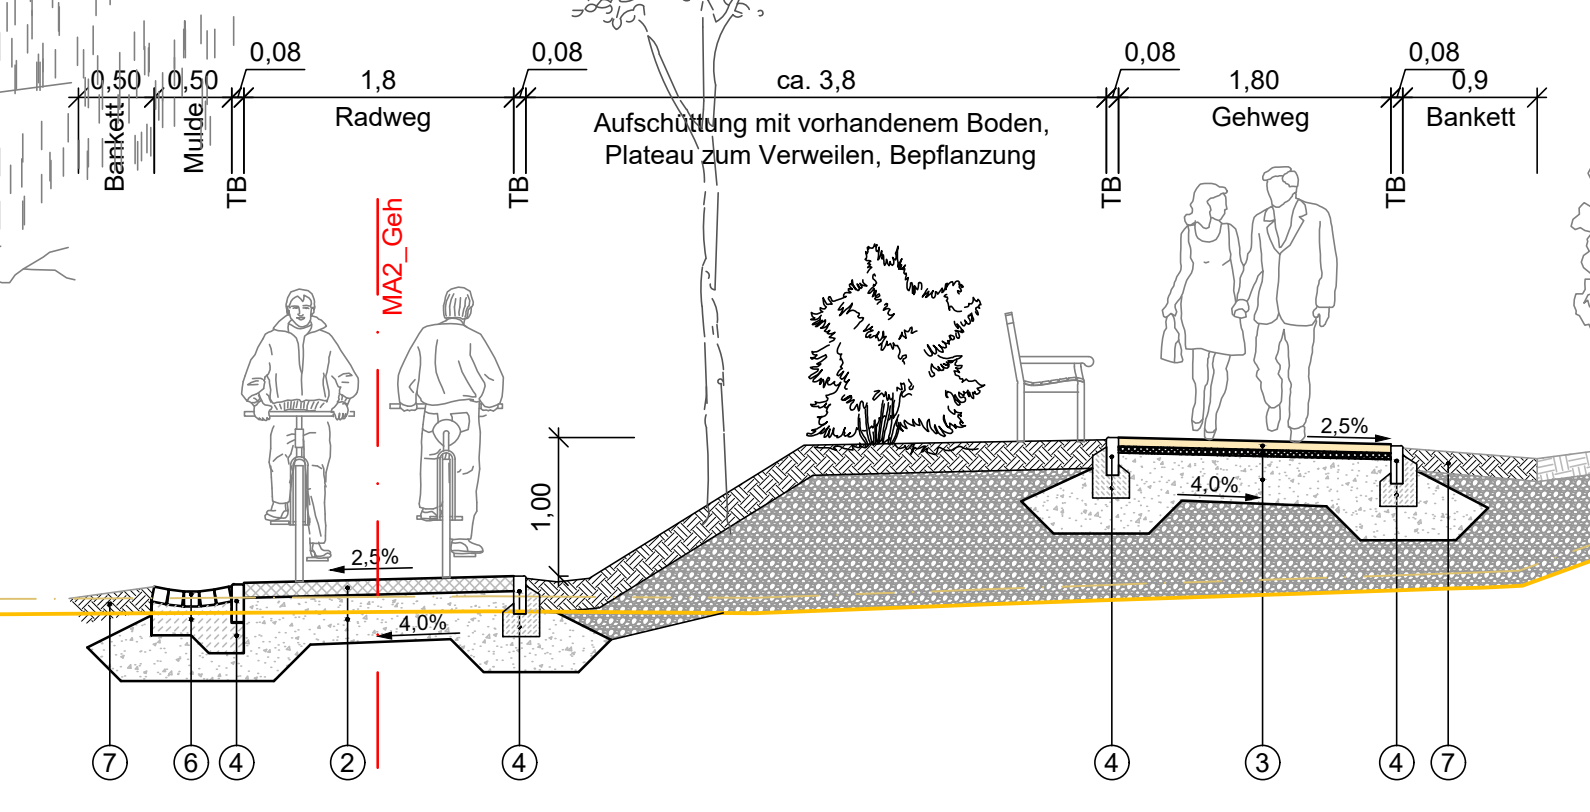 0,08 0,08 0,08 0,08
0,50 0,50 1,8 ca. 3,8 1,80 0,9
Bankett Mulde TB Radweg TB Aufschüttung mit vorhandenem Boden, TB Gehweg TB Bankett
Plateau zum Verweilen, Bepflanzung
MA2_Geh
2,5%
1,00
4,0%
2,5%
4,0%
7 6 4 2 4 4 3 4 7